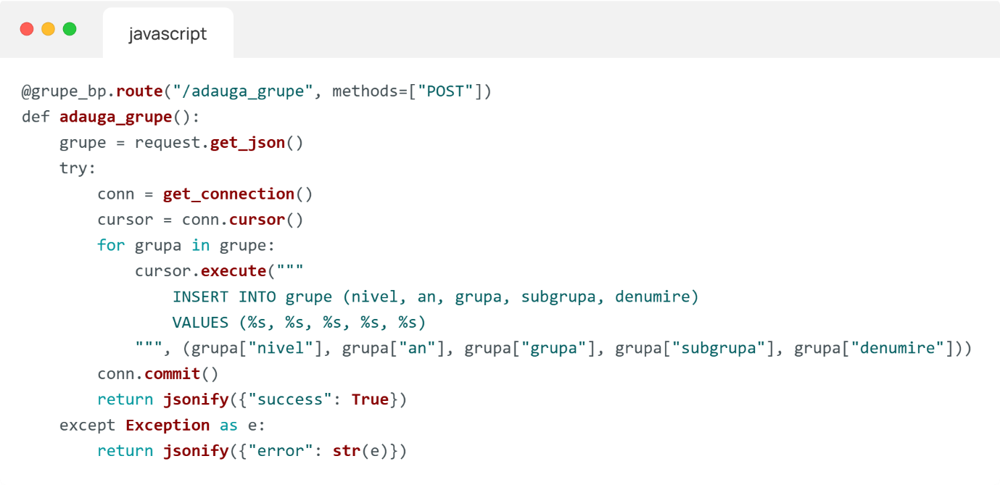 javascript
@grupe_bp.route("/adauga_grupe", methods=["POST"])
def adauga_grupe():
    grupe = request.get_json()
    try:
        conn = get_connection()
        cursor = conn.cursor()
        for grupa in grupe:
            cursor.execute("""
                INSERT INTO grupe (nivel, an, grupa, subgrupa, denumire)
                VALUES (%s, %s, %s, %s, %s)
            """, (grupa["nivel"], grupa["an"], grupa["grupa"], grupa["subgrupa"], grupa["denumire"]))
        conn.commit()
        return jsonify({"success": True})
    except Exception as e:
        return jsonify({"error": str(e)})